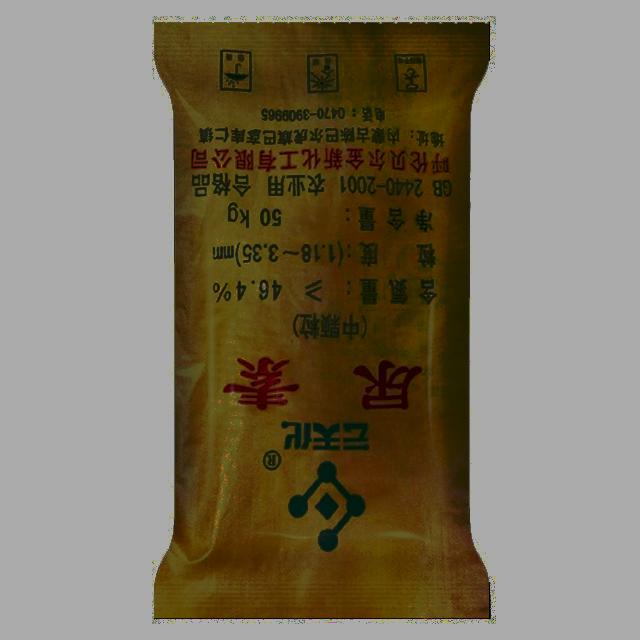 ®
云天化
尿素
(中颗粒)
含氮量: ≥ 46.4%
粒度:(1.18~3.35)mm
净含量: 50 kg
GB 2440-2001 农业用 合格品
呼伦贝尔金新化工有限公司
地址: 内蒙古陈巴尔虎旗巴彦库仁镇
电话: 0470-3909965